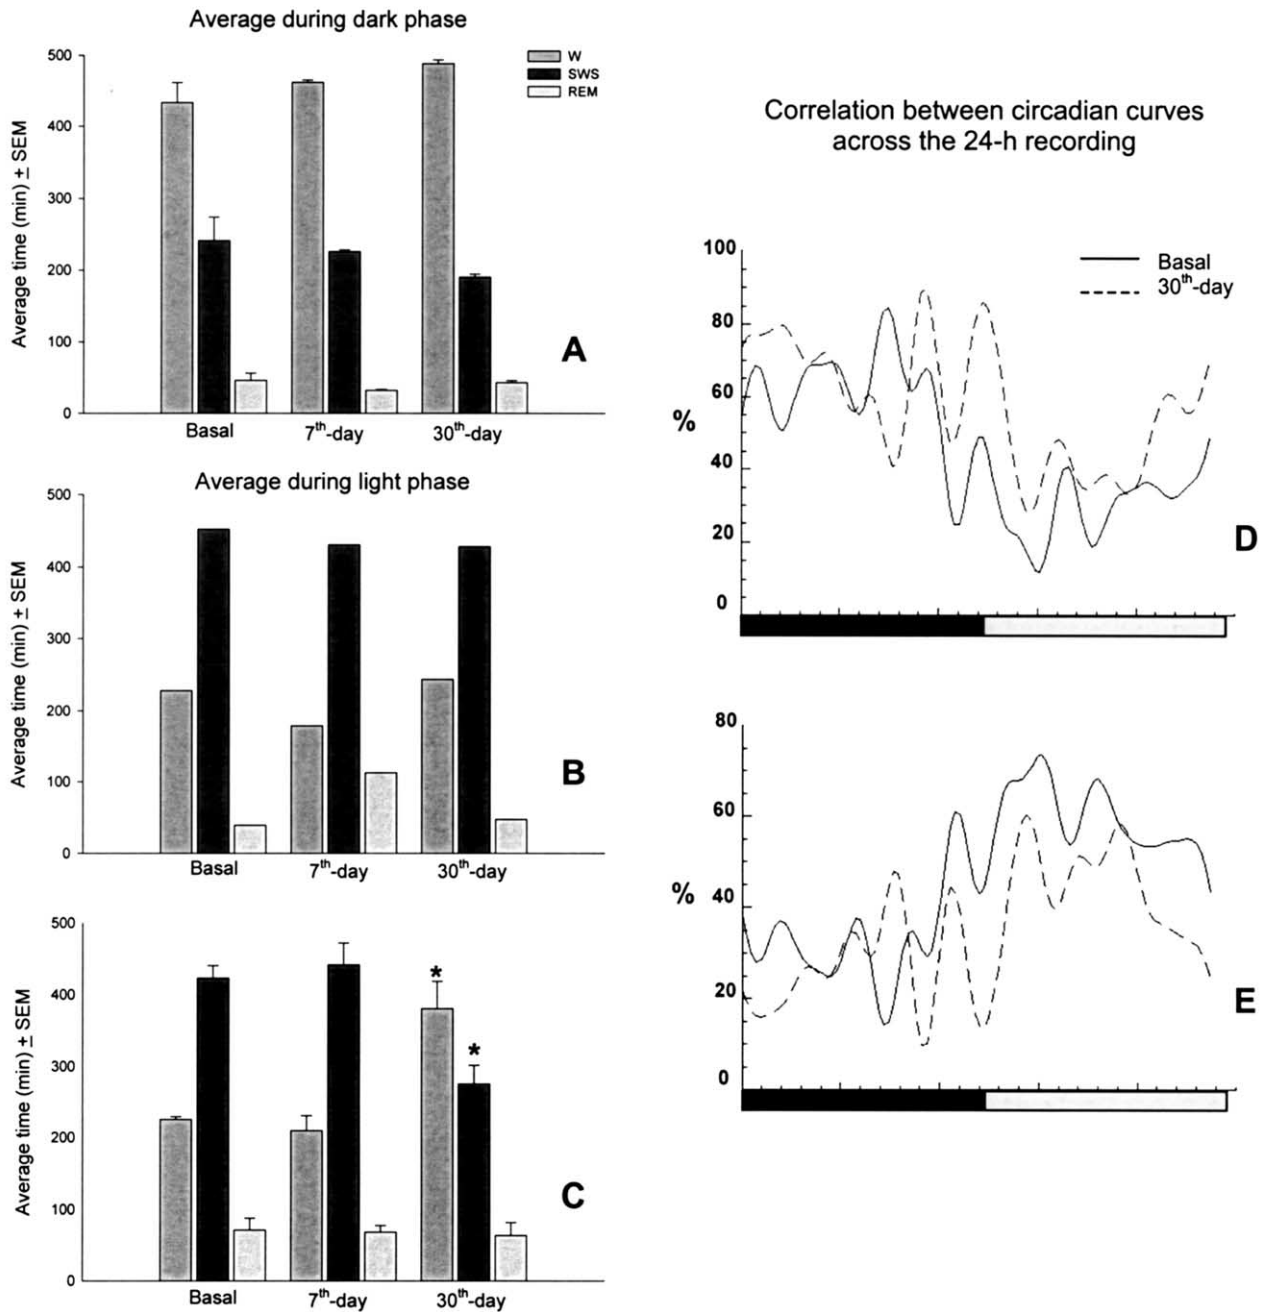 Average during dark phase
Average time (min) ± SEM
500
400
300
200
100
0
W
SWS
REM
A
Basal
7th-day
30th-day
Average during light phase
Average time (min) ± SEM
500
400
300
200
100
0
B
Basal
7th-day
30th-day
Average time (min) ± SEM
500
400
300
200
100
0
*
*
C
Basal
7th-day
30th-day
Correlation between circadian curves
across the 24-h recording
100
80
60
40
20
0
%
Basal
30th-day
D
80
60
40
20
0
%
E